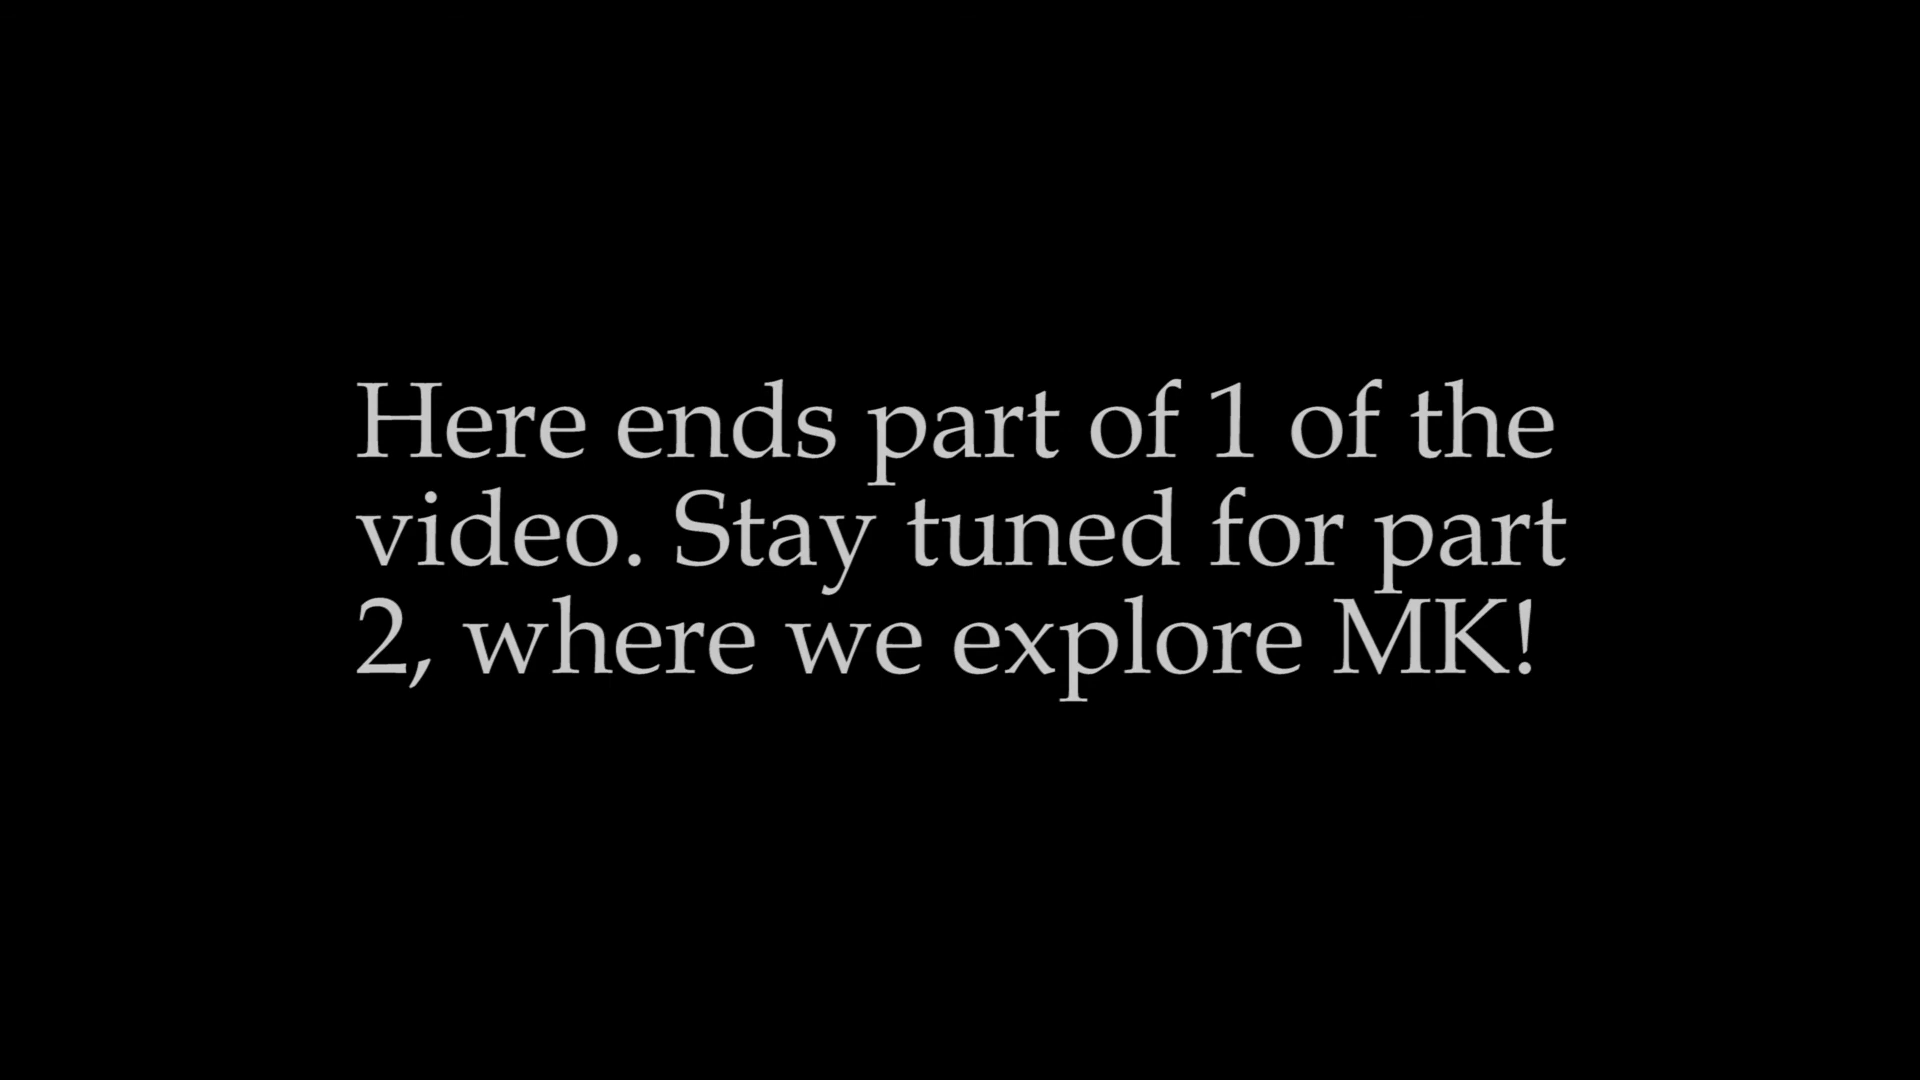 Here ends part of 1 of the
video. Stay tuned for part
2, where we explore MK!